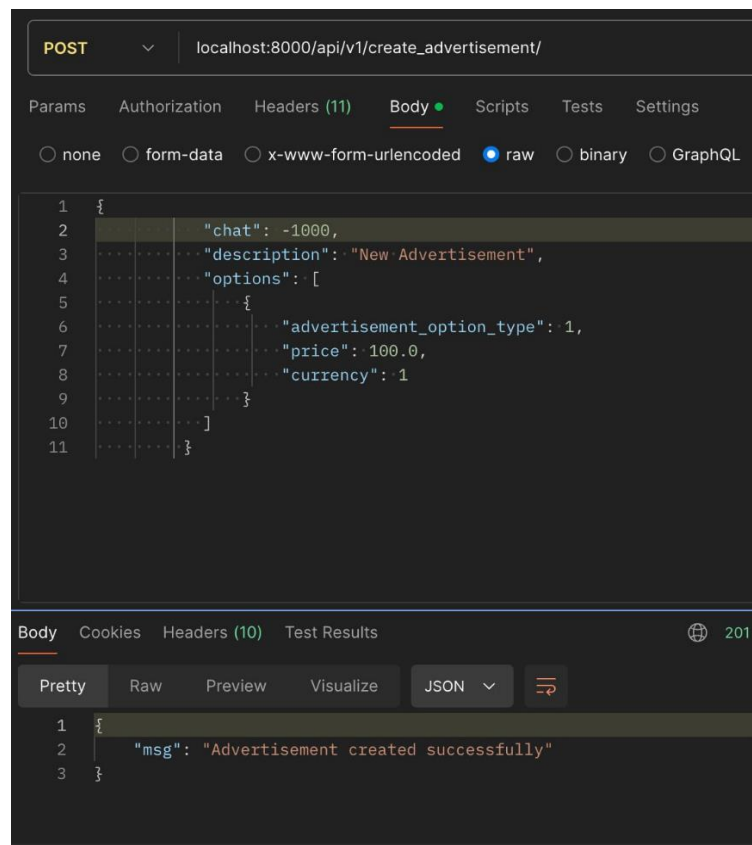 POST localhost:8000/api/v1/create_advertisement/
Params Authorization Headers (11) Body Scripts Tests Settings
none form-data x-www-form-urlencoded raw binary GraphQL
1 {
2 "chat": -1000,
3 "description": "New Advertisement",
4 "options": [
5 {
6 "advertisement_option_type": 1,
7 "price": 100.0,
8 "currency": 1
9 }
10 ]
11 }
Body Cookies Headers (10) Test Results 201
Pretty Raw Preview Visualize JSON
1 {
2 "msg": "Advertisement created successfully"
3 }